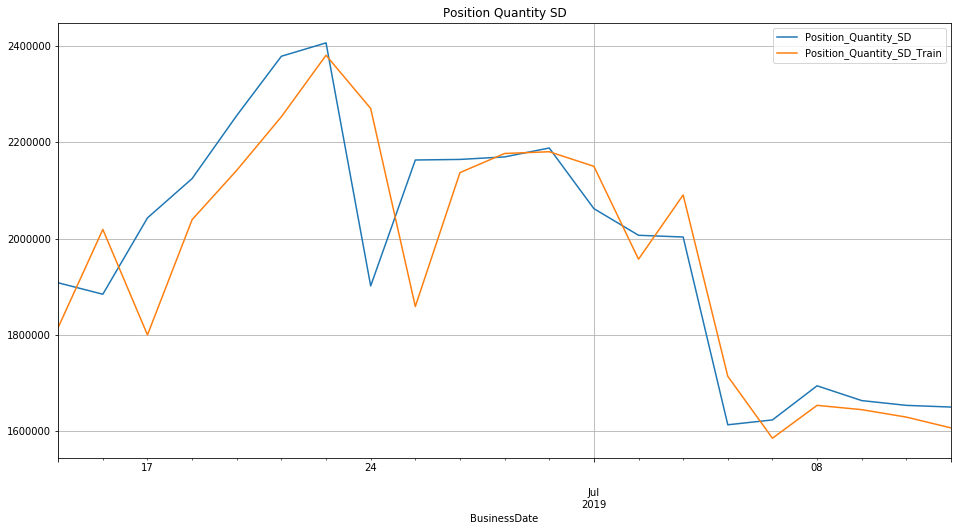 Position Quantity SD
Position_Quantity_SD
Position_Quantity_SD_Train
2400000
2200000
2000000
1800000
1600000
17
24
Jul
2019
08
BusinessDate